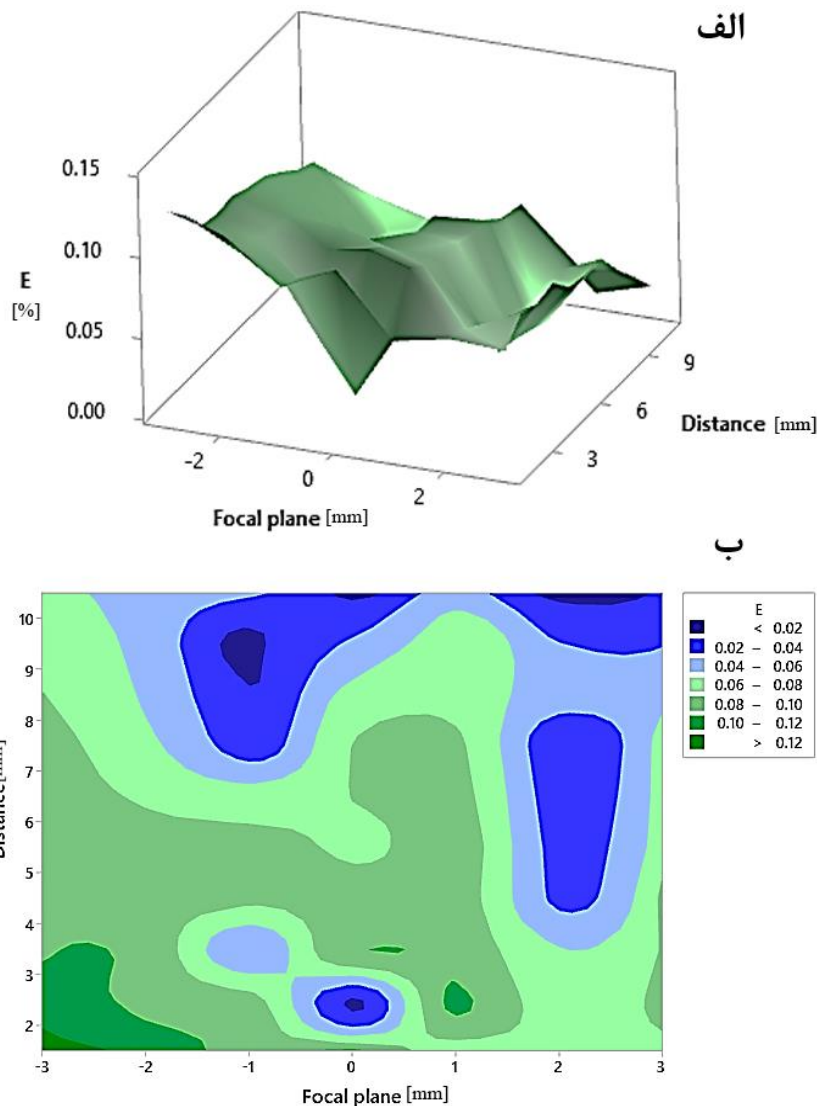 الف
0.15
0.10
E
[%]
0.05
0.00
-2
0
2
Focal plane [mm]
3
6
9
Distance [mm]
ب
10
9
8
7
6
5
4
3
2
Distance [mm]
-3
-2
-1
0
1
2
3
Focal plane [mm]
E
< 0.02
0.02 – 0.04
0.04 – 0.06
0.06 – 0.08
0.08 – 0.10
0.10 – 0.12
> 0.12